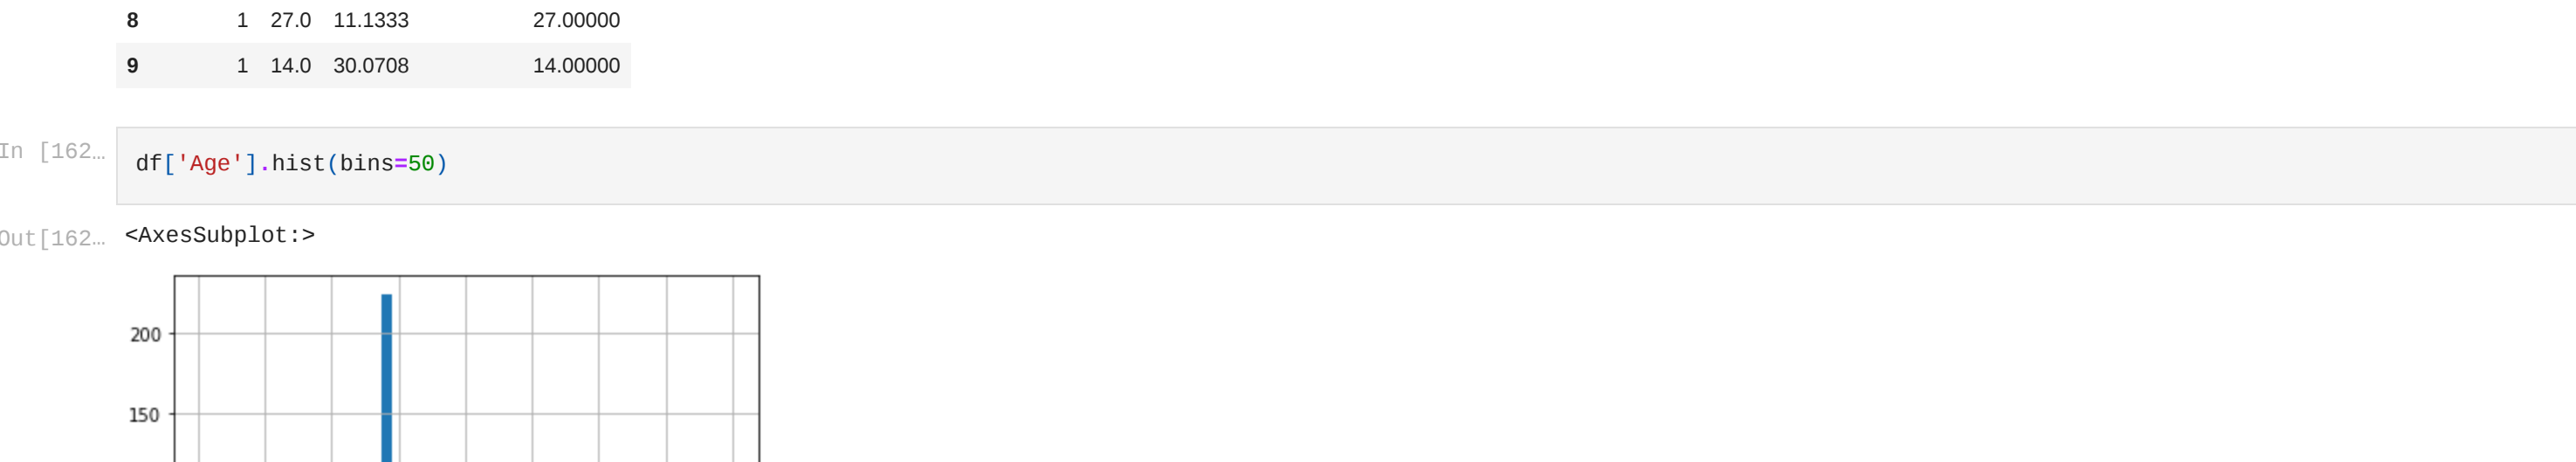 8 1 27.0 11.1333 27.00000
9 1 14.0 30.0708 14.00000
In [162…
df['Age'].hist(bins=50)
Out[162…
<AxesSubplot:>
200
150